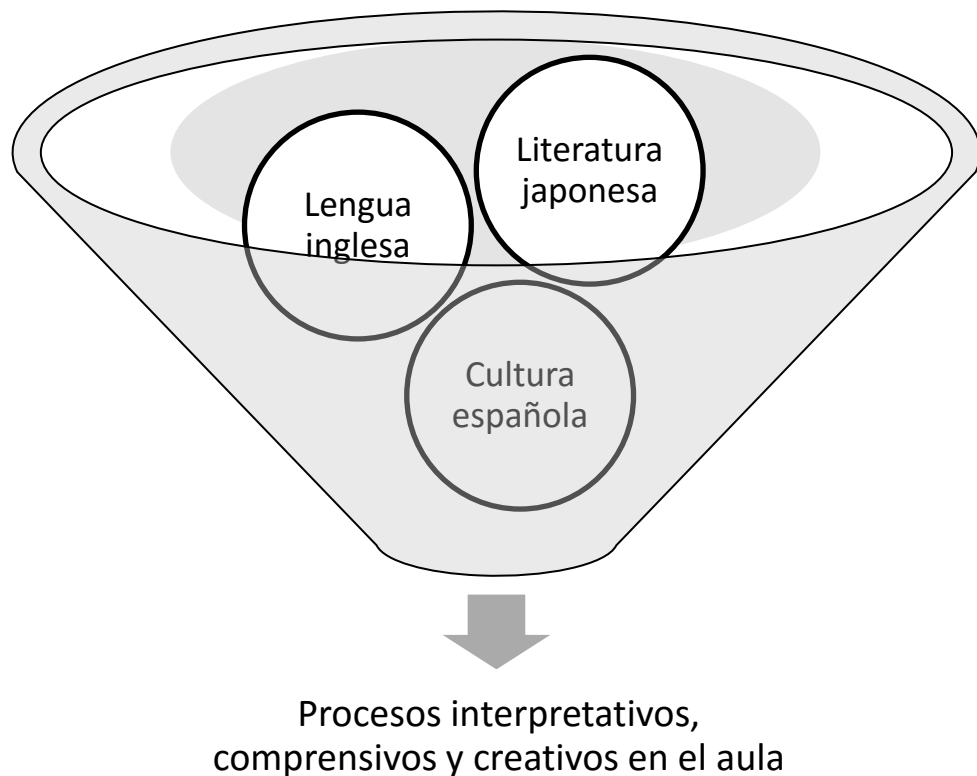 Literatura
japonesa
Lengua
inglesa
Cultura
española
Procesos interpretativos,
comprensivos y creativos en el aula